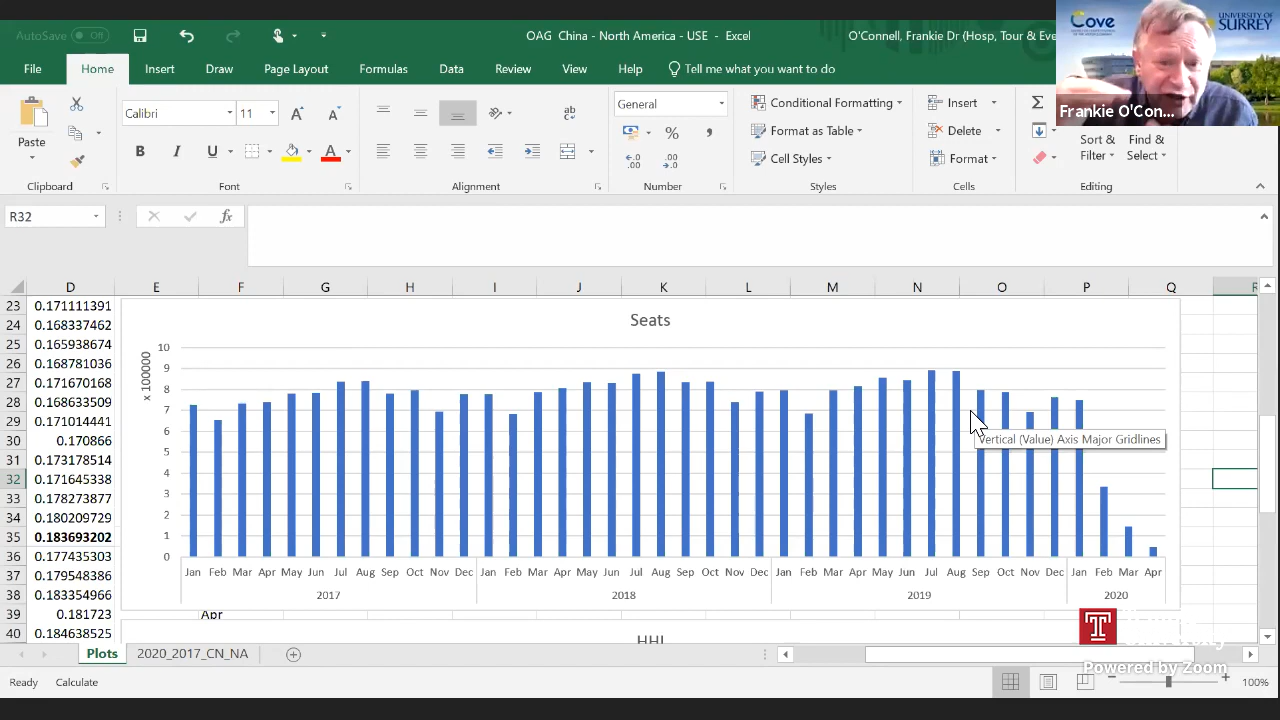 AutoSave Off
OAG China - North America - USE - Excel
O'Connell, Frankie Dr (Hosp, Tour & Eve
Cove
UNIVERSITY OF
SURREY
Frankie O'Con...
File Home Insert Draw Page Layout Formulas Data Review View Help Tell me what you want to do
Paste
Calibri 11
B I U
General
% ,
Conditional Formatting
Format as Table
Cell Styles
Insert
Delete
Format
Sort &
Filter
Find &
Select
Clipboard Font Alignment Number Styles Cells Editing
R32 fx
D E F G H I J K L M N O P Q R
23 0.171111391
24 0.168337462
25 0.165938674
26 0.168781036
27 0.171670168
28 0.168633509
29 0.171014441
30 0.170866
31 0.173178514
32 0.171645338
33 0.178273877
34 0.180209729
35 0.183693202
36 0.177435303
37 0.179548386
38 0.183354966
39 0.181723
40 0.184638525
Seats
x 100000
10
9
8
7
6
5
4
3
2
1
0
Vertical (Value) Axis Major Gridlines
Jan Feb Mar Apr May Jun Jul Aug Sep Oct Nov Dec Jan Feb Mar Apr May Jun Jul Aug Sep Oct Nov Dec Jan Feb Mar Apr May Jun Jul Aug Sep Oct Nov Dec Jan Feb Mar Apr
2017 2018 2019 2020
Apr
HHI
T
University
Powered by Zoom
Plots 2020_2017_CN_NA
Ready Calculate
100%